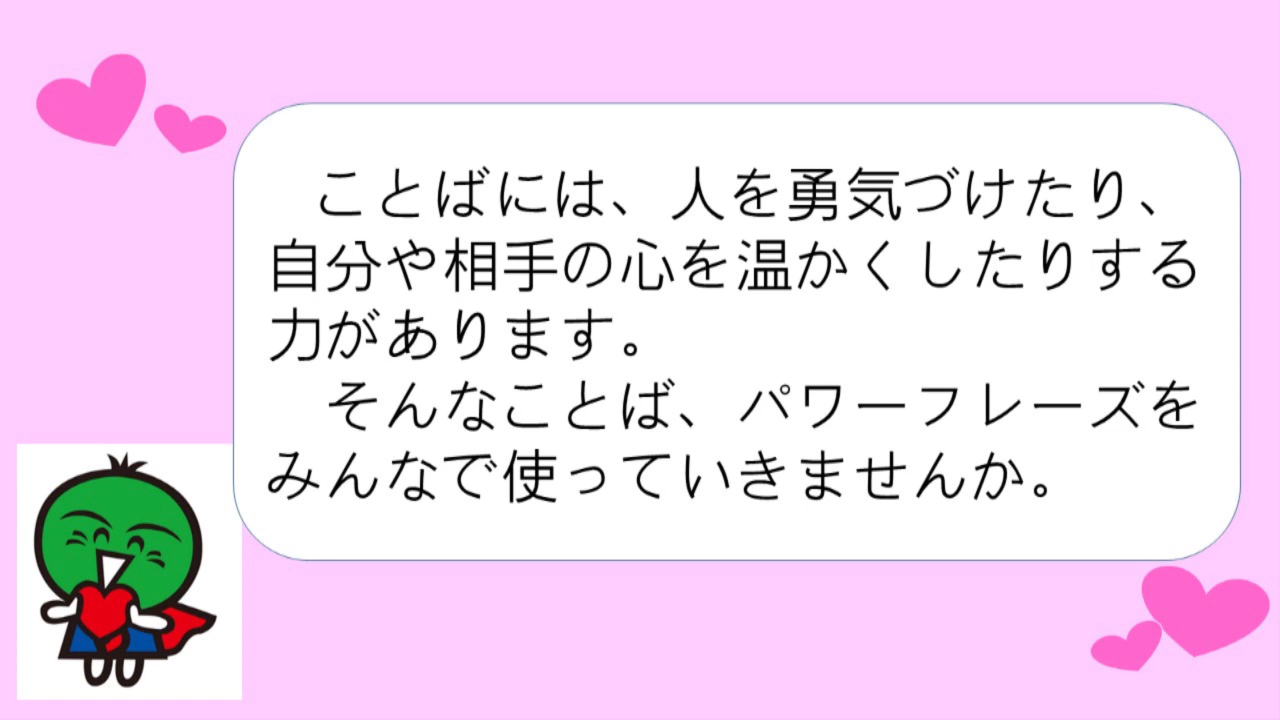 ことばには、人を勇気づけたり、
自分や相手の心を温かくしたりする
力があります。
そんなことば、パワーフレーズを
みんなで使っていきませんか。